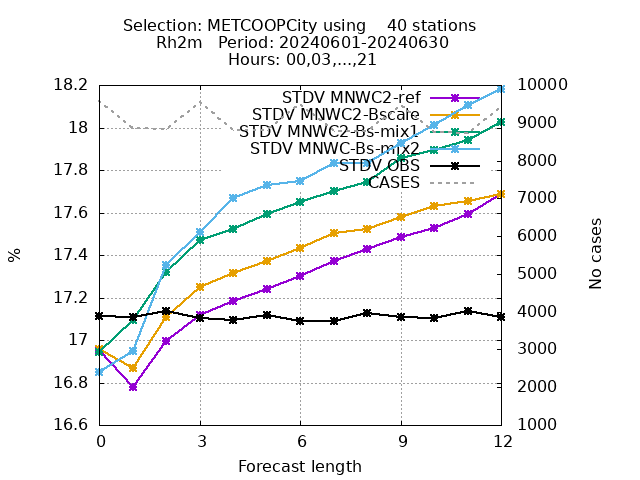 Selection: METCOOPCity using    40 stations
Rh2m   Period: 20240601-20240630
Hours: 00,03,...,21
18.2
18
17.8
17.6
17.4
17.2
17
16.8
16.6
%
STDV MNWC2-ref
STDV MNWC2-Bscale
STDV MNWC2-Bs-mix1
STDV MNWC-Bs-mix2
STDV OBS
CASES
10000
9000
8000
7000
6000
5000
4000
3000
2000
1000
No cases
0 3 6 9 12
Forecast length